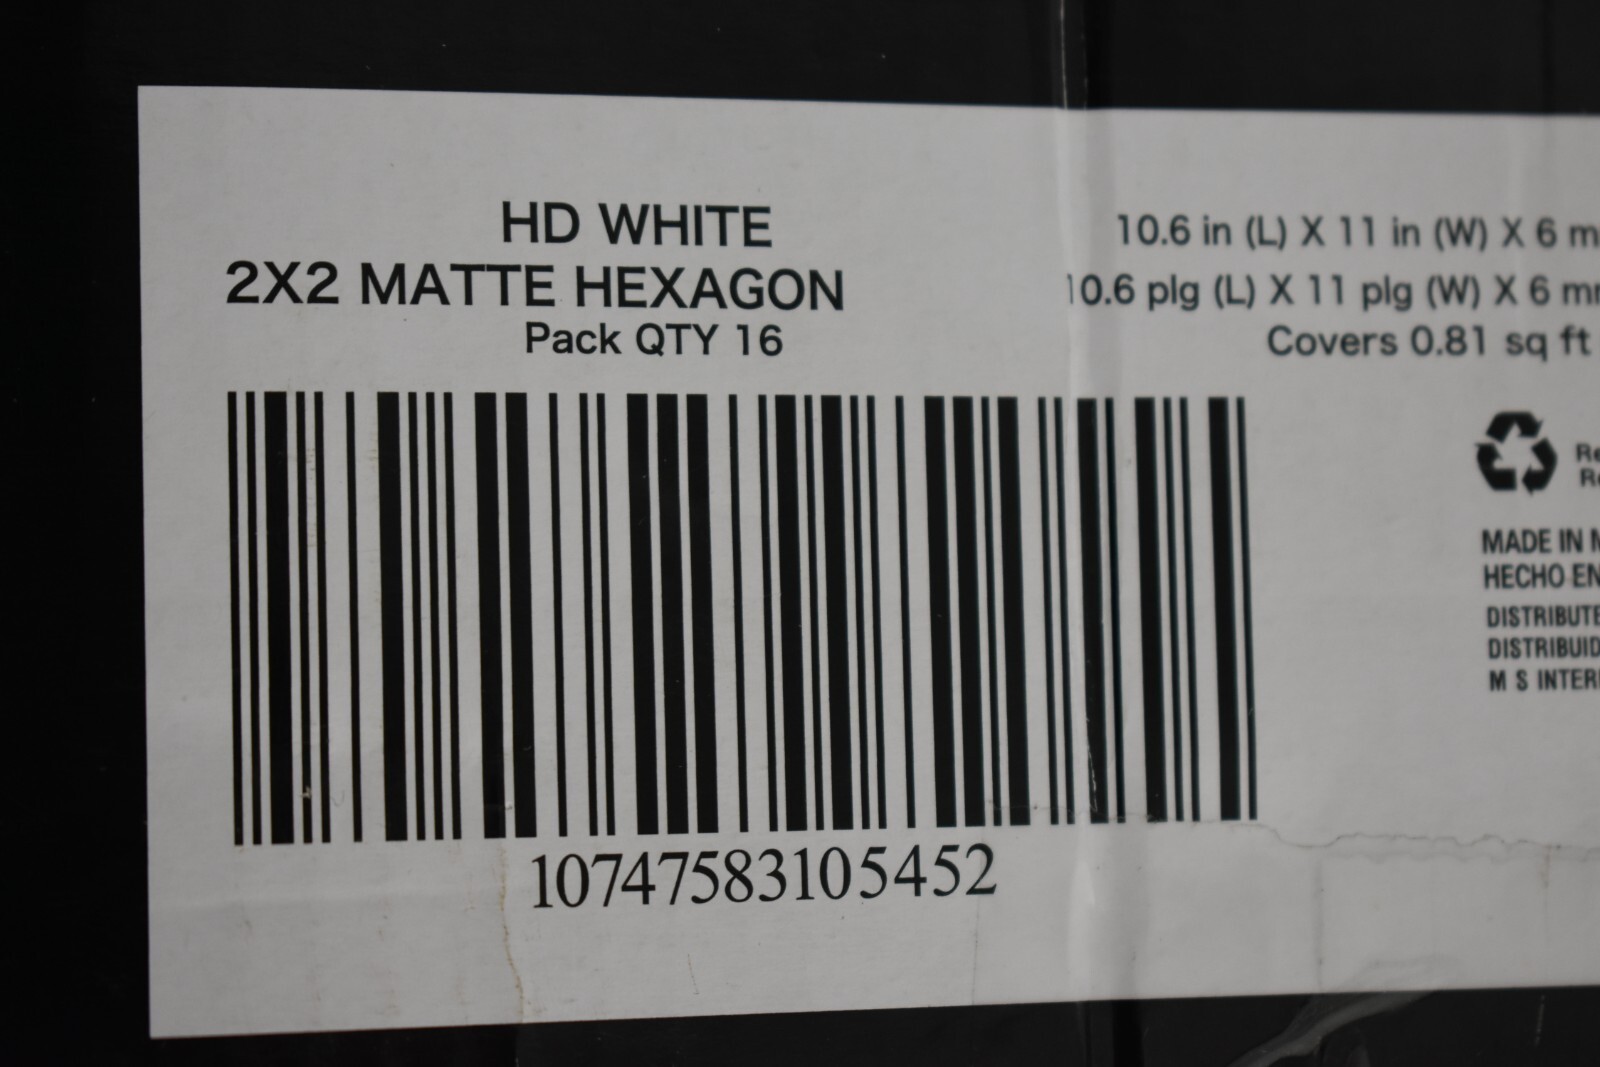 HD WHITE
2X2 MATTE HEXAGON
Pack QTY 16
10.6 in (L) X 11 in (W) X 6
10.6 plg (L) X 11 plg (W) X 6
Covers 0.81 sq ft
MADE IN
HECHO EN
M S
10747583105452